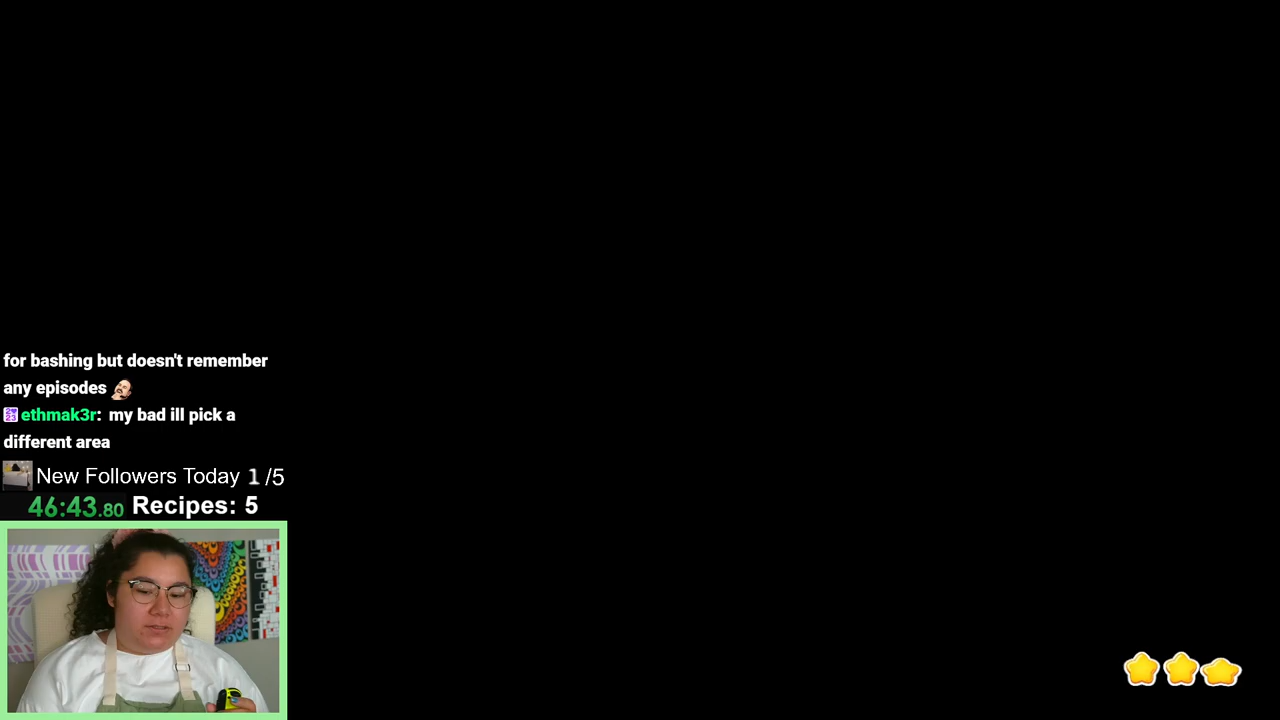 for bashing but doesn't remember
any episodes
ethmak3r: my bad ill pick a
different area
New Followers Today 1 /5
46:43.80 Recipes: 5